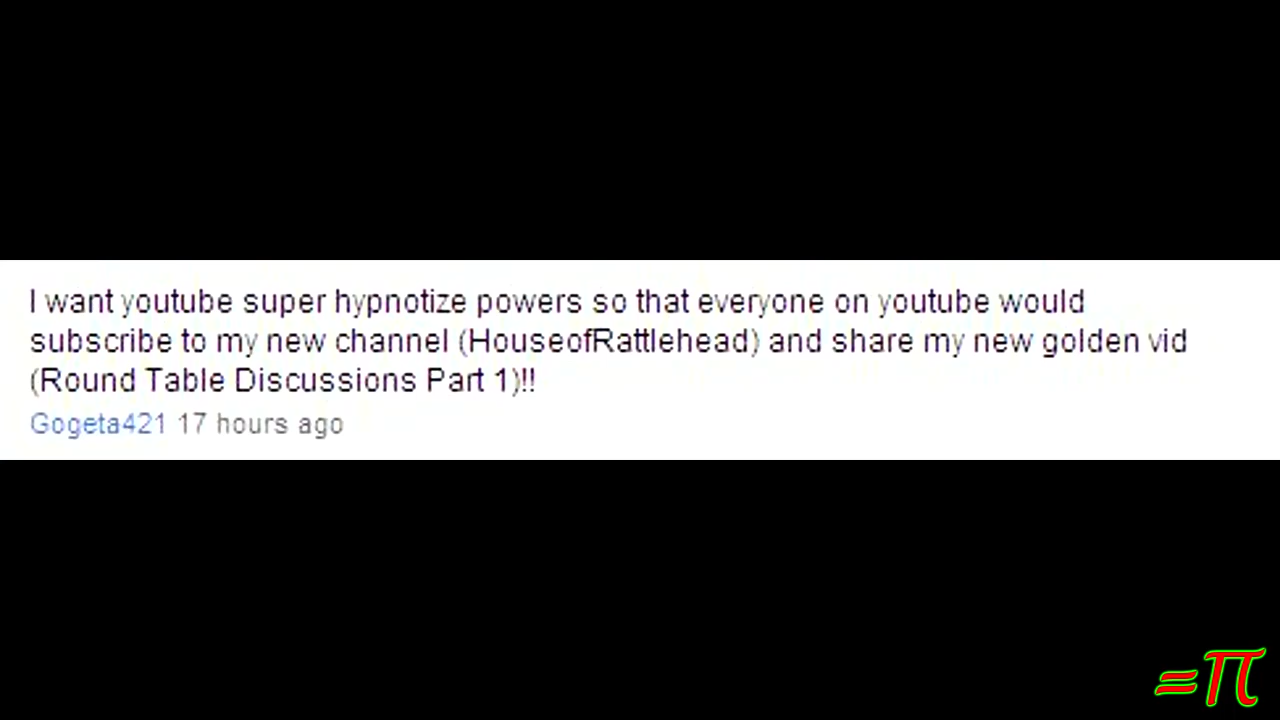 I want youtube super hypnotize powers so that everyone on youtube would
subscribe to my new channel (HouseofRattlehead) and share my new golden vid
(Round Table Discussions Part 1)!!
Gogeta421 17 hours ago
=π